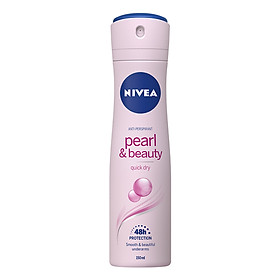 NIVEA
ANTI-PERSPIRANT
pearl
& beauty
quick dry
48h
PROTECTION
Smooth & beautiful
underarms
150ml